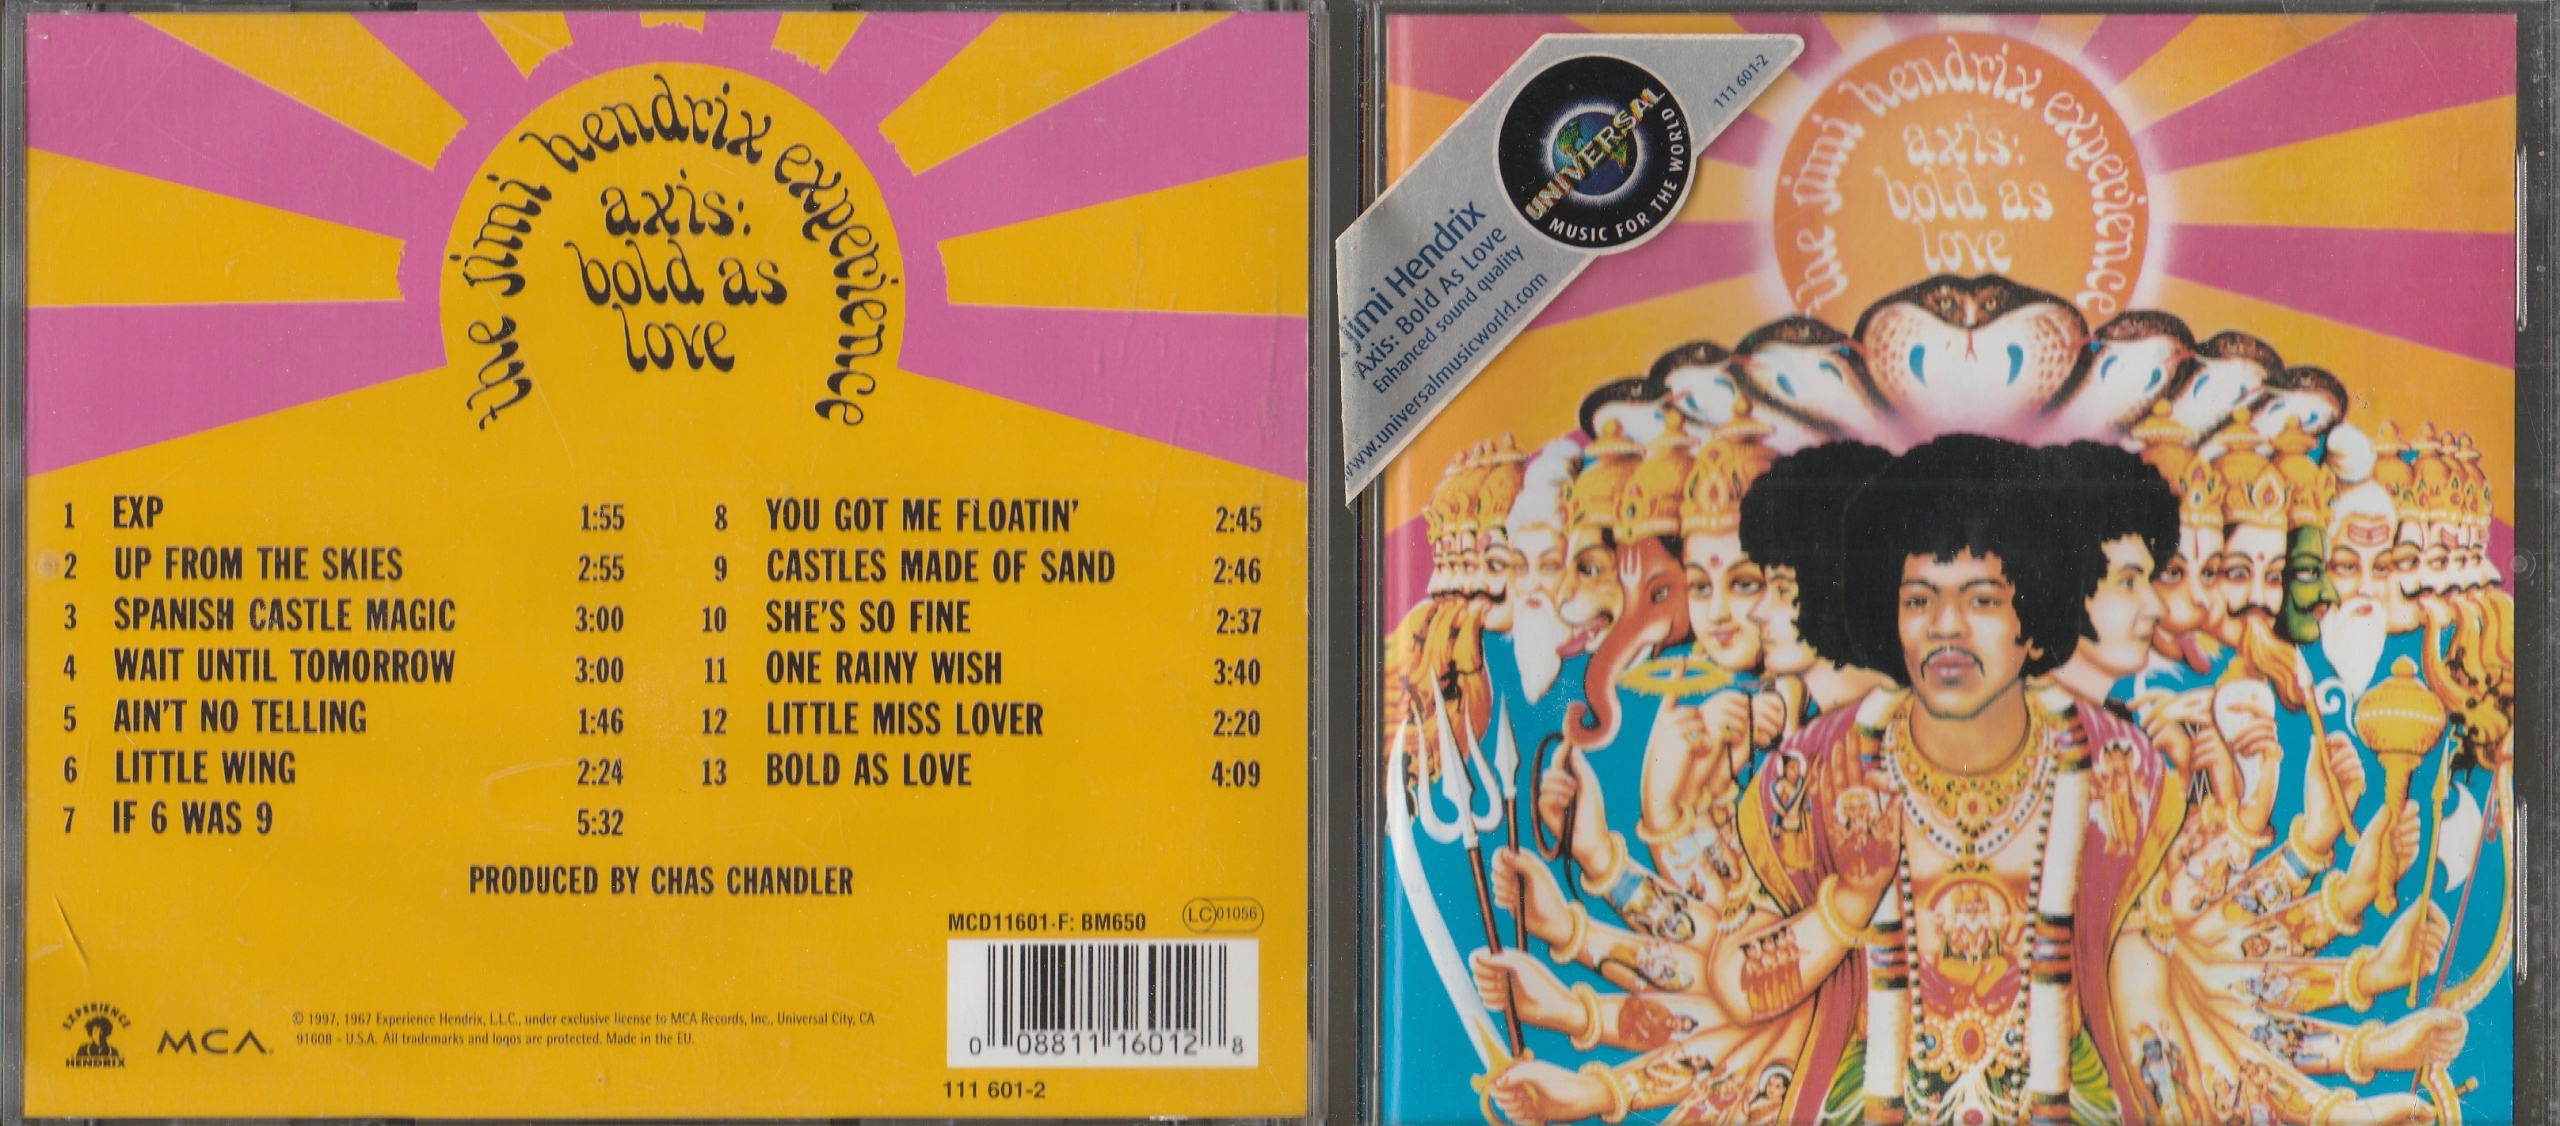 the jimi hendrix experience
axis:
bold as
love
1 EXP 1:55
2 UP FROM THE SKIES 2:55
3 SPANISH CASTLE MAGIC 3:00
4 WAIT UNTIL TOMORROW 3:00
5 AIN'T NO TELLING 1:46
6 LITTLE WING 2:24
7 IF 6 WAS 9 5:32
8 YOU GOT ME FLOATIN' 2:45
9 CASTLES MADE OF SAND 2:46
10 SHE'S SO FINE 2:37
11 ONE RAINY WISH 3:40
12 LITTLE MISS LOVER 2:20
13 BOLD AS LOVE 4:09
PRODUCED BY CHAS CHANDLER
MCD11601·F: BM650
LC 01056
EXPERIENCE
HENDRIX
MCA.
© 1997, 1967 Experience Hendrix, L.L.C., under exclusive license to MCA Records, Inc., Universal City, CA
91608 - U.S.A. All trademarks and logos are protected. Made in the EU.
0 08811 16012 8
111 601-2
111 601-2
UNIVERSAL
MUSIC FOR THE WORLD
Jimi Hendrix
Axis: Bold As Love
Enhanced sound quality
www.universalmusicworld.com
the jimi hendrix experience
axis:
bold as
love